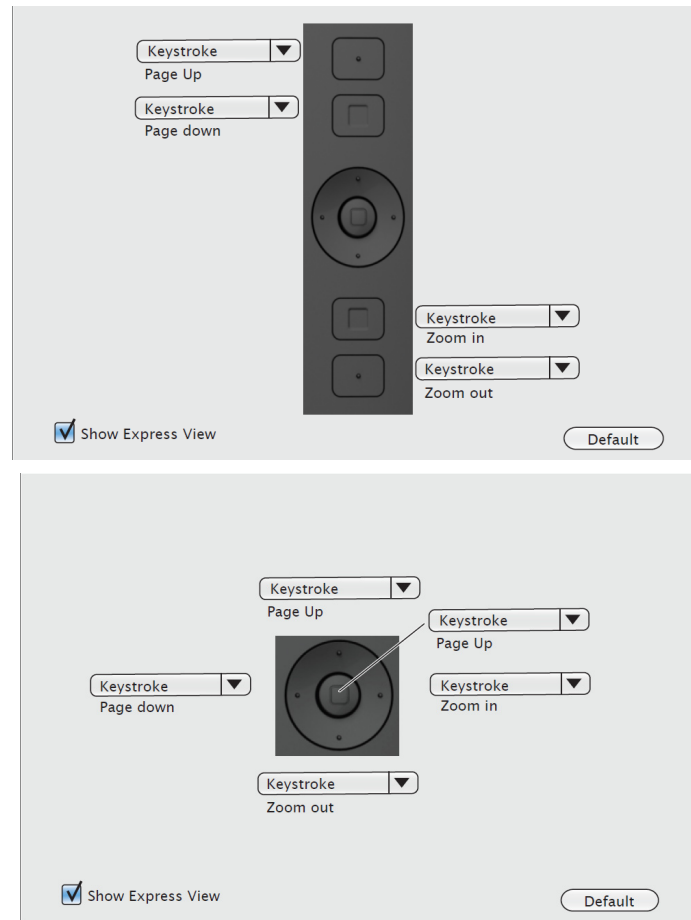 Keystroke
Page Up
Keystroke
Page down
Keystroke
Zoom in
Keystroke
Zoom out
Show Express View
Default
Keystroke
Page Up
Keystroke
Page Up
Keystroke
Page down
Keystroke
Zoom in
Keystroke
Zoom out
Show Express View
Default